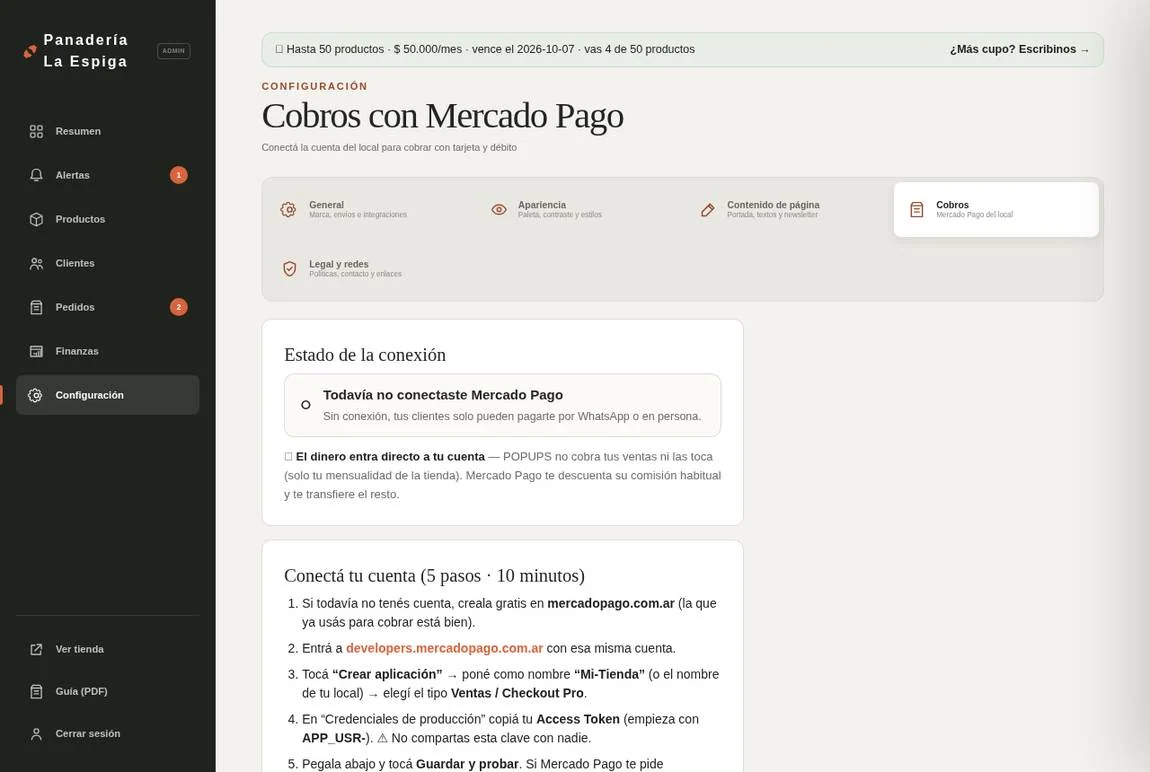 Panadería
La Espiga
ADMIN
Resumen
Alertas
1
Productos
Clientes
Pedidos
2
Finanzas
Configuración
Ver tienda
Guía (PDF)
Cerrar sesión
Hasta 50 productos · $ 50.000/mes · vence el 2026-10-07 · vas 4 de 50 productos
¿Más cupo? Escribinos →
CONFIGURACIÓN
Cobros con Mercado Pago
Conectá la cuenta del local para cobrar con tarjeta y débito
General
Marca, envíos e integraciones
Apariencia
Paleta, contraste y estilos
Contenido de página
Portada, textos y newsletter
Cobros
Mercado Pago del local
Legal y redes
Políticas, contacto y enlaces
Estado de la conexión
Todavía no conectaste Mercado Pago
Sin conexión, tus clientes solo pueden pagarte por WhatsApp o en persona.
El dinero entra directo a tu cuenta — POPUPS no cobra tus ventas ni las toca
(solo tu mensualidad de la tienda). Mercado Pago te descuenta su comisión habitual
y te transfiere el resto.
Conectá tu cuenta (5 pasos · 10 minutos)
1. Si todavía no tenés cuenta, creala gratis en mercadopago.com.ar (la que
ya usás para cobrar está bien).
2. Entrá a developers.mercadopago.com.ar con esa misma cuenta.
3. Tocá “Crear aplicación” → poné como nombre “Mi-Tienda” (o el nombre
de tu local) → elegí el tipo Ventas / Checkout Pro.
4. En “Credenciales de producción” copiá tu Access Token (empieza con
APP_USR-). ⚠ No compartas esta clave con nadie.
5. Pegala abajo y tocá Guardar y probar. Si Mercado Pago te pide